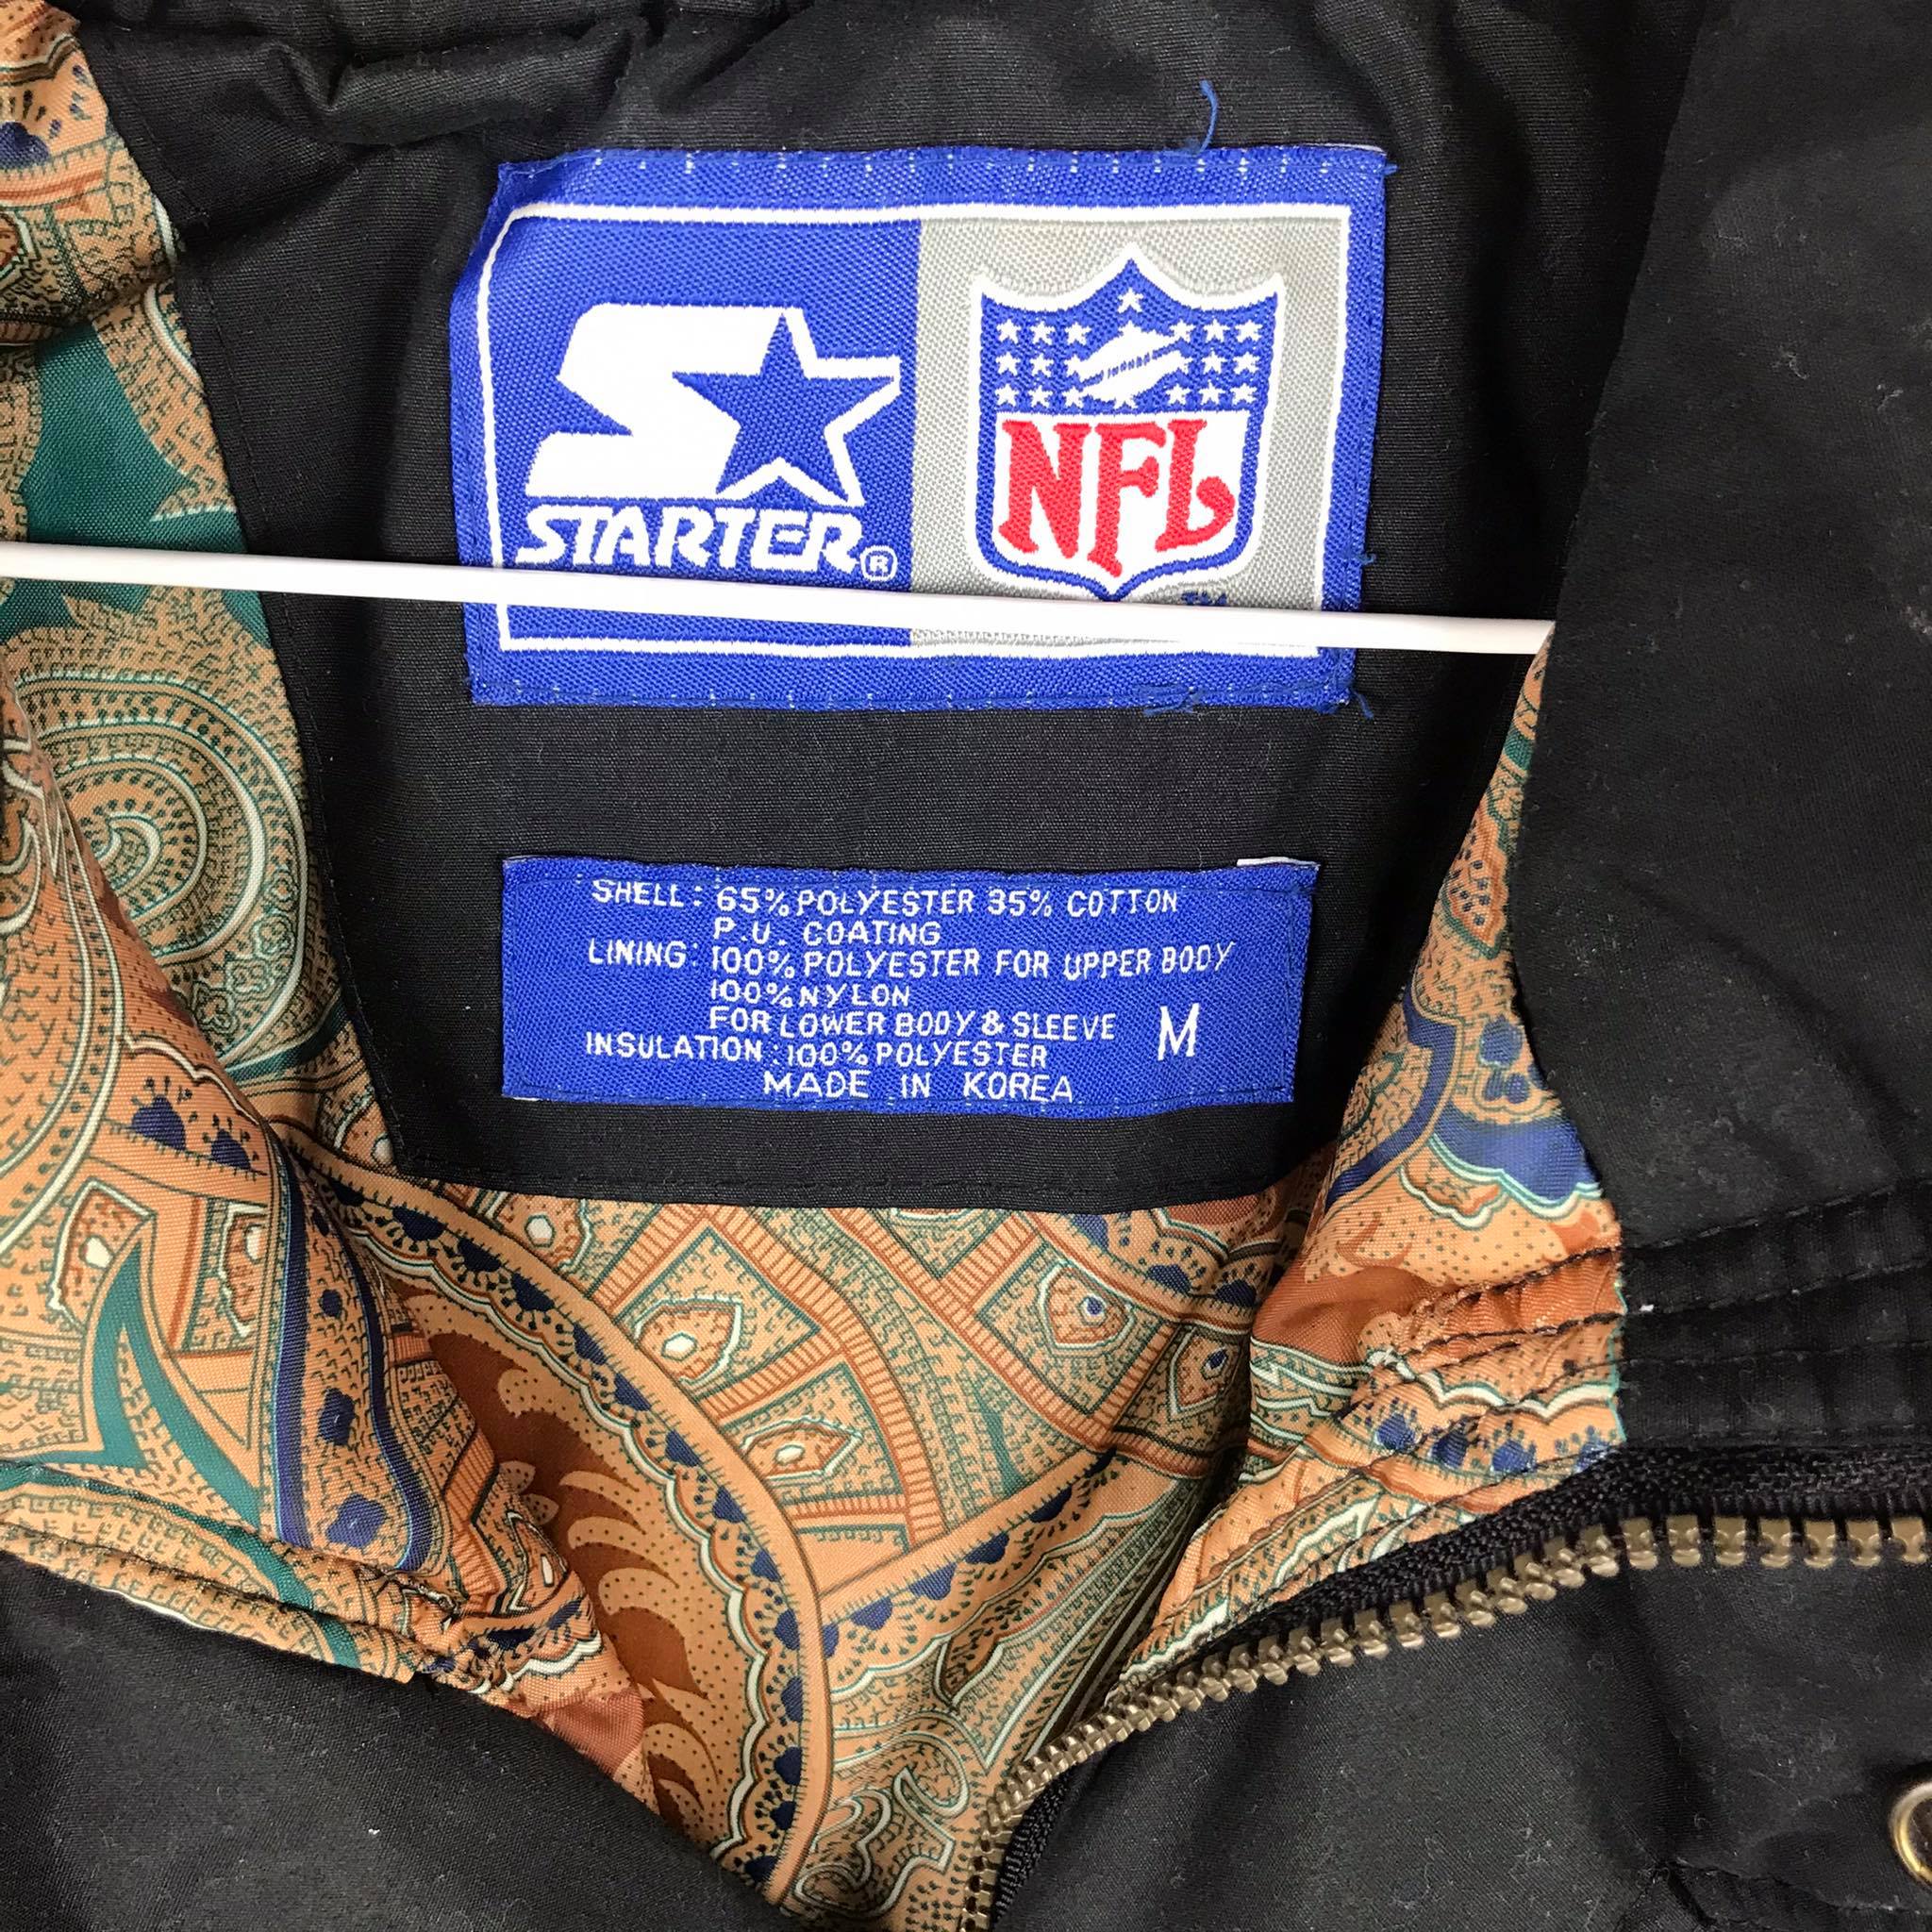 STARTER®
NFL
TM
SHELL: 65% POLYESTER 35% COTTON
P.U. COATING
LINING: 100% POLYESTER FOR UPPER BODY
100% NYLON
FOR LOWER BODY & SLEEVE
M
INSULATION: 100% POLYESTER
MADE IN KOREA